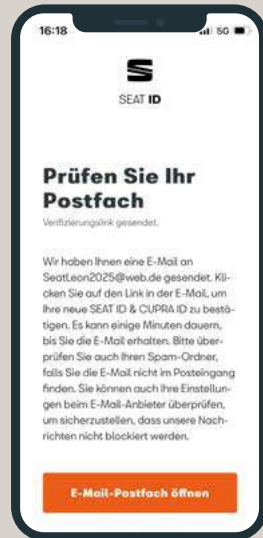 16:18
5G
SEAT ID
Prüfen Sie Ihr
Postfach
Verifizierungslink gesendet.
Wir haben Ihnen eine E-Mail an
SeatLeon2025@web.de gesendet. Kli-
cken Sie auf den Link in der E-Mail, um
Ihre neue SEAT ID & CUPRA ID zu bestä-
tigen. Es kann einige Minuten dauern,
bis Sie die E-Mail erhalten. Bitte über-
prüfen Sie auch Ihren Spam-Ordner,
falls Sie die E-Mail nicht im Posteingang
finden. Sie können auch Ihre Einstellun-
gen beim E-Mail-Anbieter überprüfen,
um sicherzustellen, dass unsere Nach-
richten nicht blockiert werden.
E-Mail-Postfach öffnen